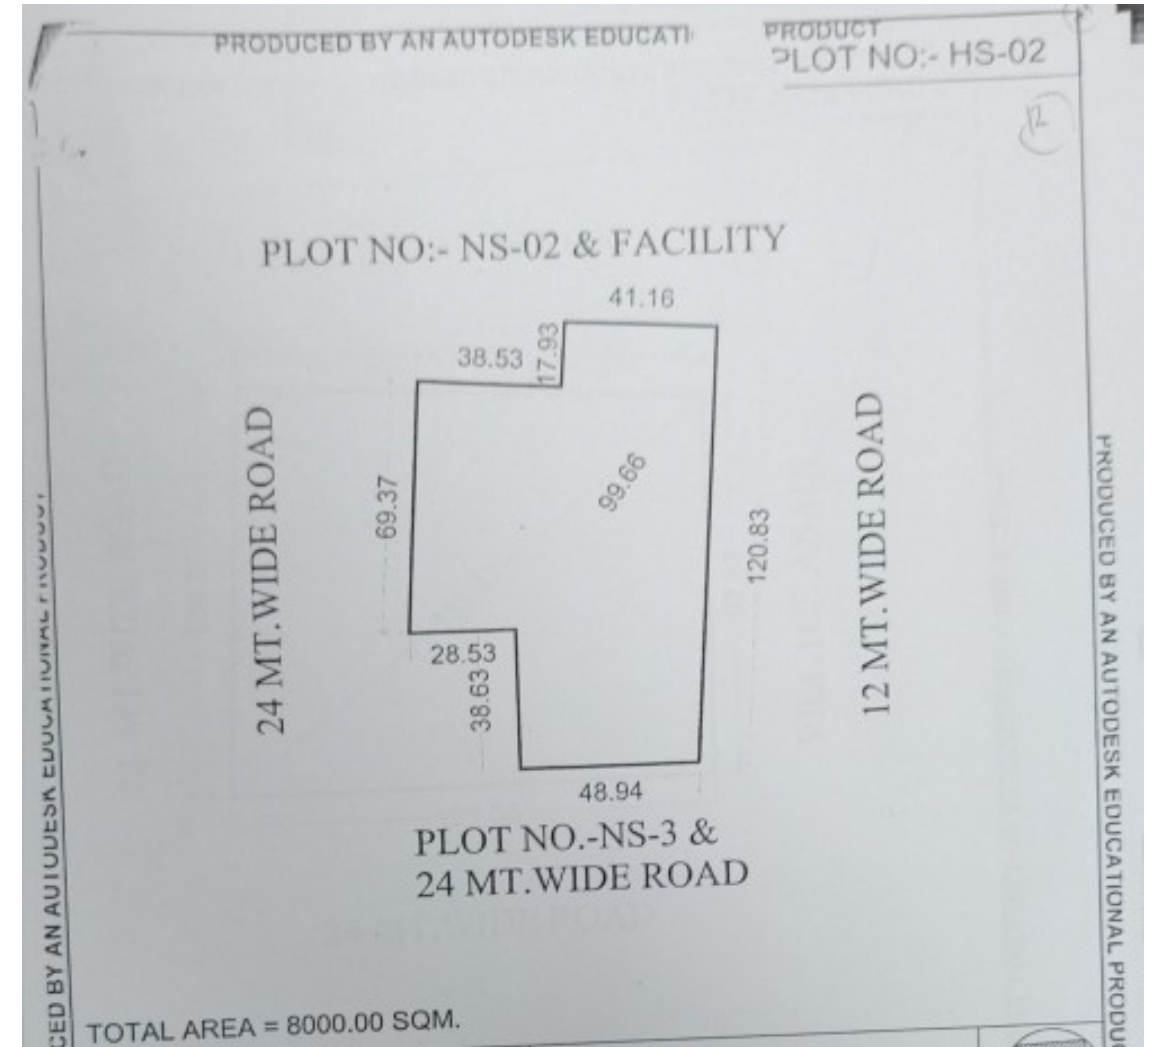 PRODUCED BY AN AUTODESK EDUCATI
PRODUCT
PLOT NO:- HS-02
12
PLOT NO:- NS-02 & FACILITY
41.16
17.93
38.53
24 MT.WIDE ROAD
69.37
99.66
120.83
12 MT.WIDE ROAD
28.53
38.63
48.94
PLOT NO.-NS-3 &
24 MT.WIDE ROAD
PRODUCED BY AN AUTODESK EDUCATIONAL PRODU
CED BY AN AUTODESK EDUCATIONAL PRODUCT
TOTAL AREA = 8000.00 SQM.